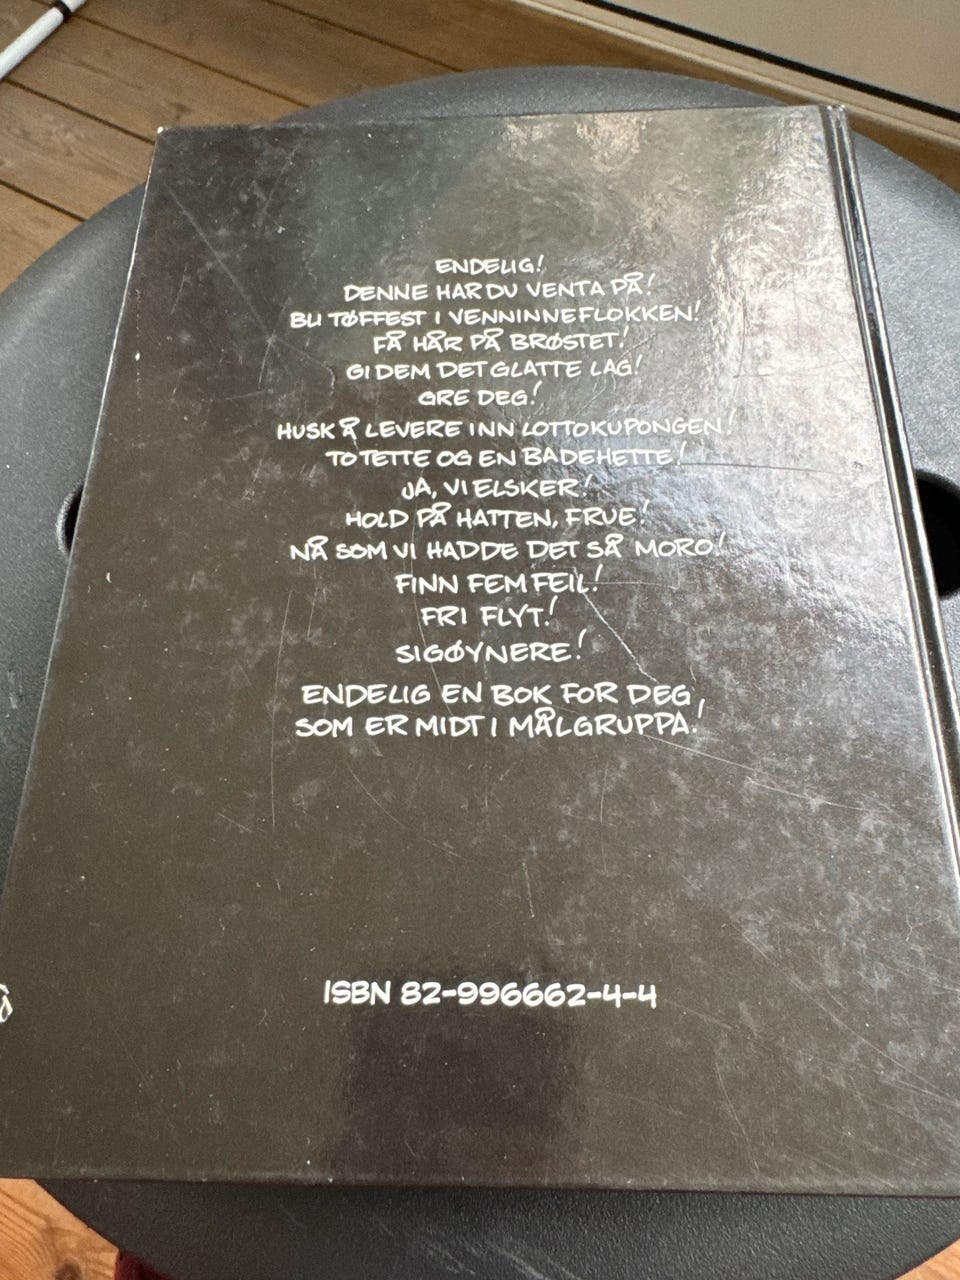 ENDELIG!
DENNE HAR DU VENTA PÅ!
BLI TØFFEST I VENNINNEFLOKKEN!
FÅ HÅR PÅ BRØSTET!
GI DEM DET GLATTE LAG!
GRE DEG!
HUSK Å LEVERE INN LOTTOKUPONGEN!
TO TETTE OG EN BADEHETTE!
JA, VI ELSKER!
HOLD PÅ HATTEN, FRUE!
NÅ SOM VI HADDE DET SÅ MORO!
FINN FEM FEIL!
FRI FLYT!
SIGØYNERE!
ENDELIG EN BOK FOR DEG
SOM ER MIDT I MÅLGRUPPA!
ISBN 82-996662-4-4